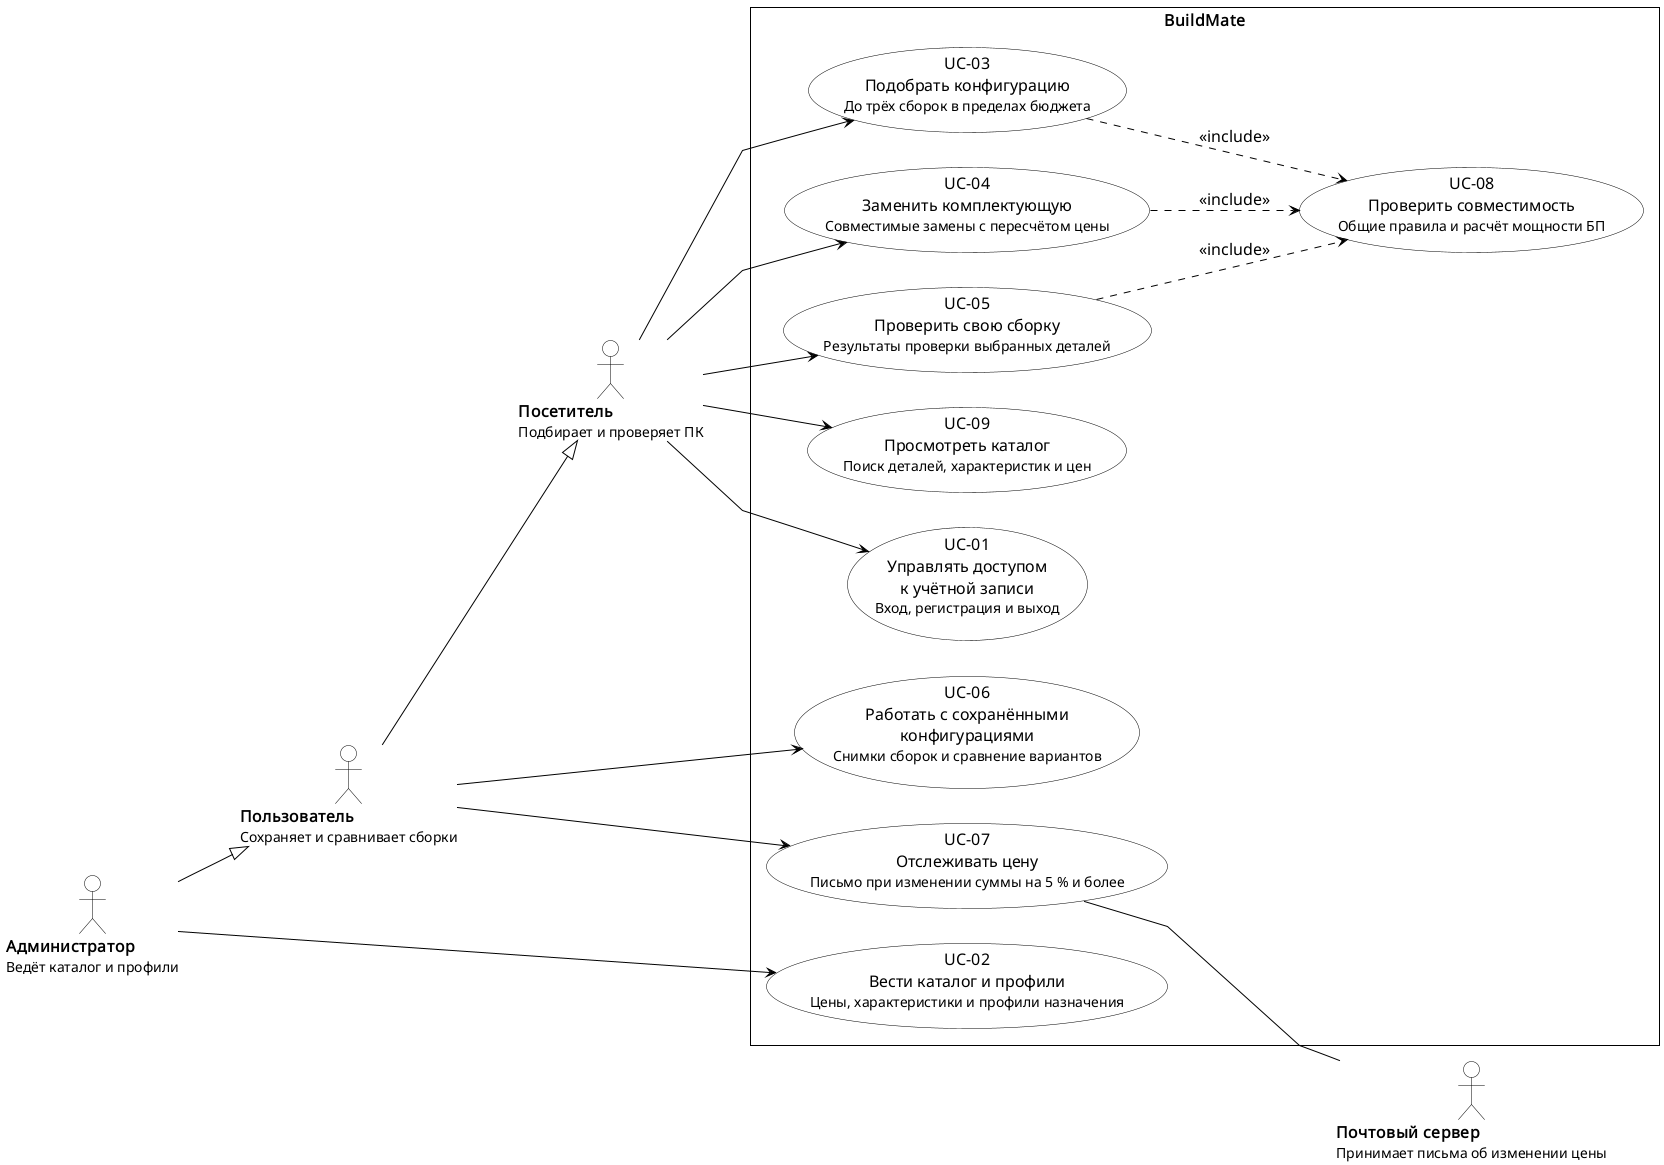 BuildMate
UC-03
Подобрать конфигурацию
До трёх сборок в пределах бюджета
«include»
UC-04
Заменить комплектующую
Совместимые замены с пересчётом цены
«include»
UC-08
Проверить совместимость
Общие правила и расчёт мощности БП
«include»
UC-05
Проверить свою сборку
Результаты проверки выбранных деталей
Посетитель
Подбирает и проверяет ПК
UC-09
Просмотреть каталог
Поиск деталей, характеристик и цен
UC-01
Управлять доступом
к учётной записи
Вход, регистрация и выход
UC-06
Работать с сохранёнными
конфигурациями
Снимки сборок и сравнение вариантов
Пользователь
Сохраняет и сравнивает сборки
UC-07
Отслеживать цену
Письмо при изменении суммы на 5 % и более
Администратор
Ведёт каталог и профили
UC-02
Вести каталог и профили
Цены, характеристики и профили назначения
Почтовый сервер
Принимает письма об изменении цены